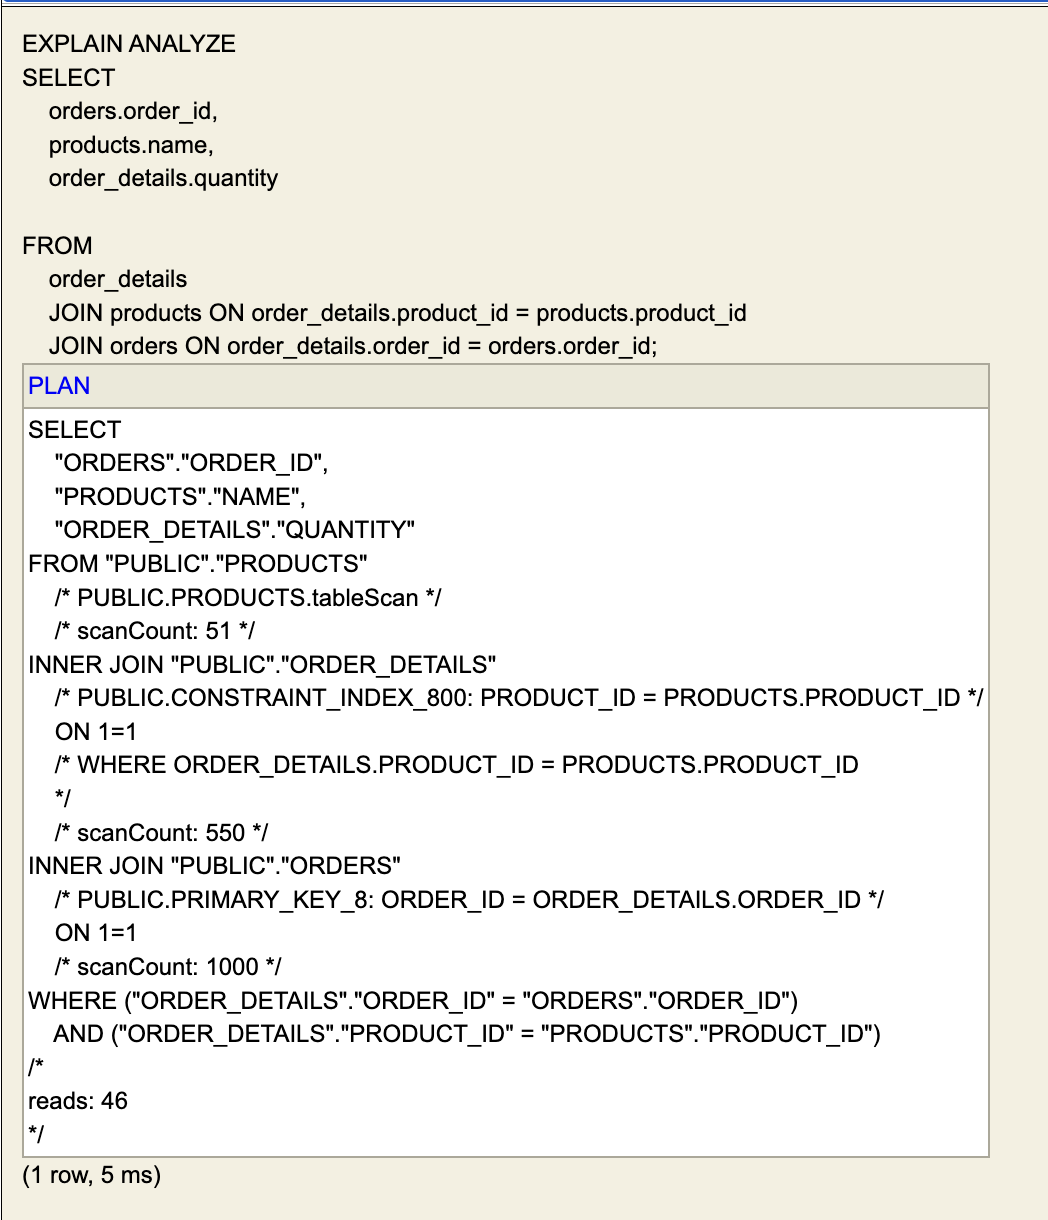 EXPLAIN ANALYZE
SELECT
orders.order_id,
products.name,
order_details.quantity
FROM
order_details
JOIN products ON order_details.product_id = products.product_id
JOIN orders ON order_details.order_id = orders.order_id;
PLAN
SELECT
"ORDERS"."ORDER_ID",
"PRODUCTS"."NAME",
"ORDER_DETAILS"."QUANTITY"
FROM "PUBLIC"."PRODUCTS"
/* PUBLIC.PRODUCTS.tableScan */
/* scanCount: 51 */
INNER JOIN "PUBLIC"."ORDER_DETAILS"
/* PUBLIC.CONSTRAINT_INDEX_800: PRODUCT_ID = PRODUCTS.PRODUCT_ID */
ON 1=1
/* WHERE ORDER_DETAILS.PRODUCT_ID = PRODUCTS.PRODUCT_ID
*/
/* scanCount: 550 */
INNER JOIN "PUBLIC"."ORDERS"
/* PUBLIC.PRIMARY_KEY_8: ORDER_ID = ORDER_DETAILS.ORDER_ID */
ON 1=1
/* scanCount: 1000 */
WHERE ("ORDER_DETAILS"."ORDER_ID" = "ORDERS"."ORDER_ID")
AND ("ORDER_DETAILS"."PRODUCT_ID" = "PRODUCTS"."PRODUCT_ID")
/*
reads: 46
*/
(1 row, 5 ms)